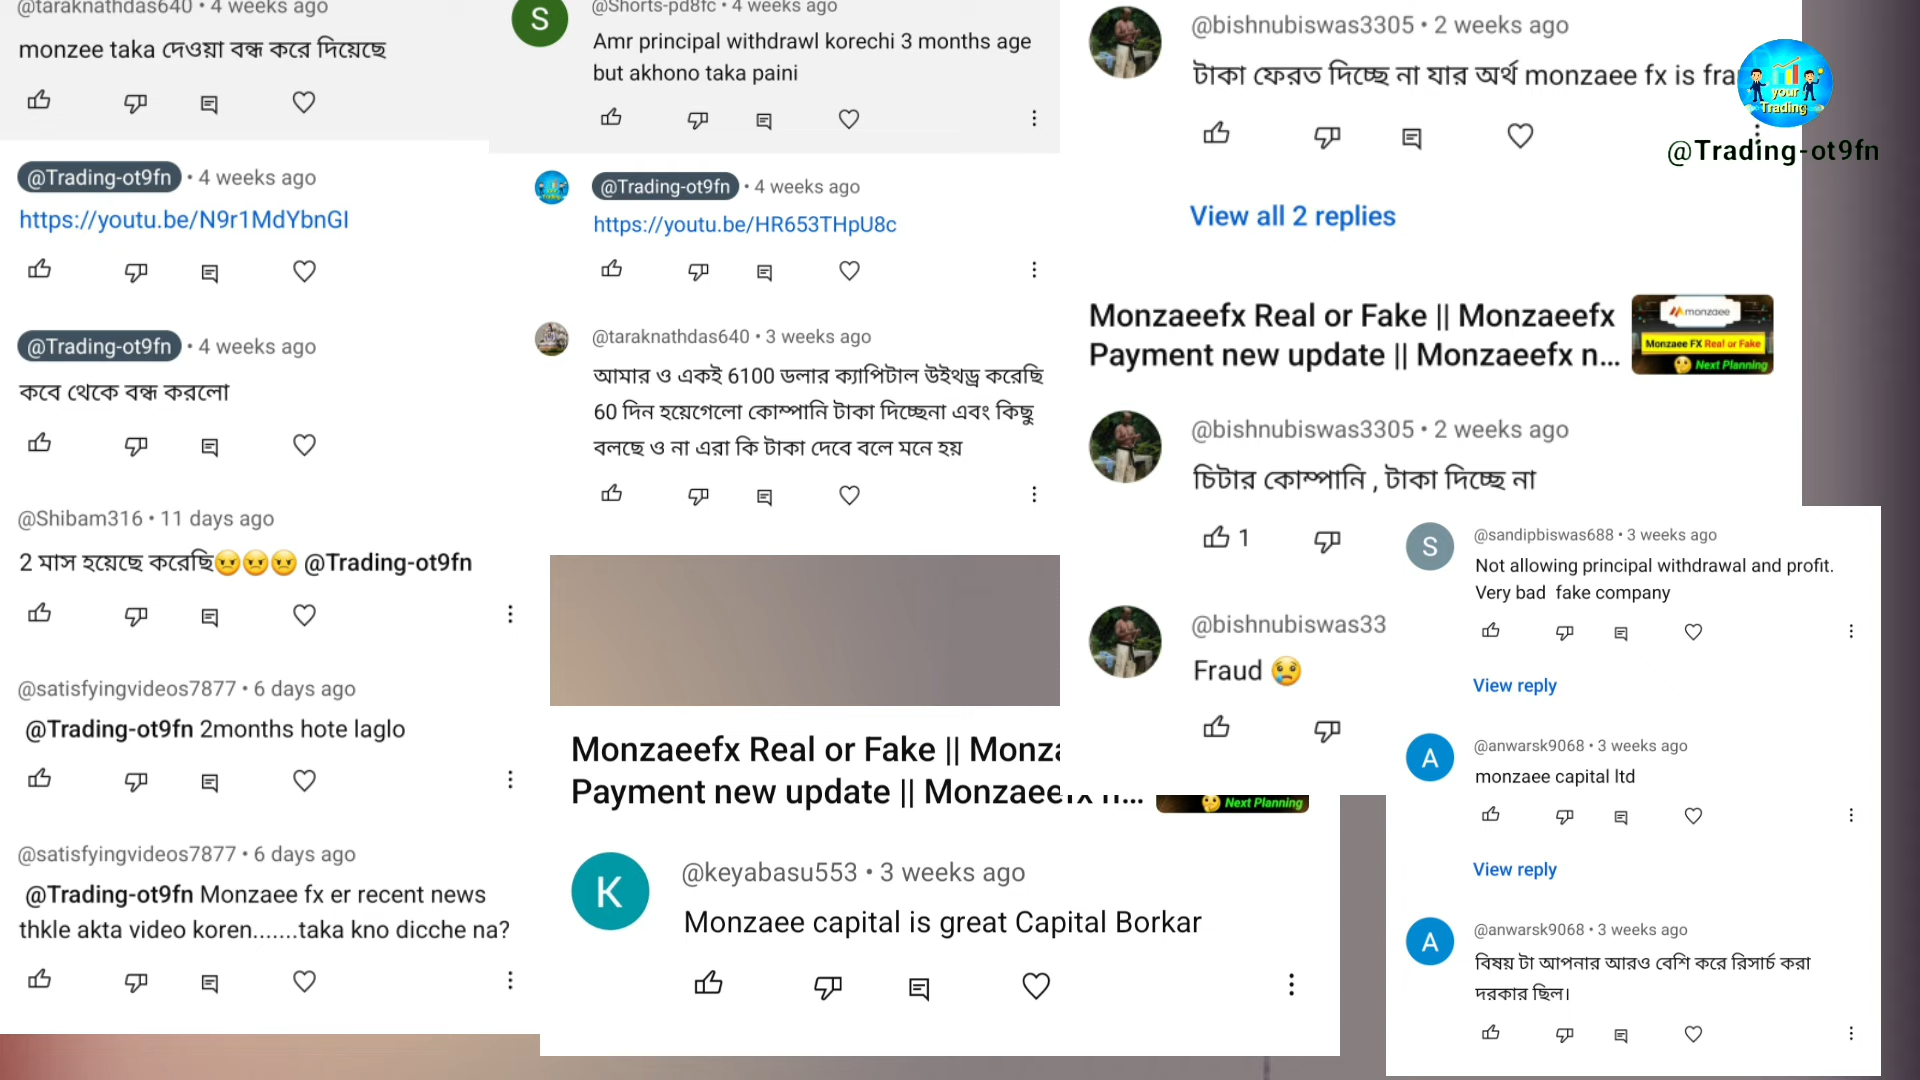 @taraknathdas640 • 4 weeks ago
monzee taka দেওয়া বন্ধ করে দিয়েছে
@Trading-ot9fn • 4 weeks ago
https://youtu.be/N9r1MdYbnGI
@Trading-ot9fn • 4 weeks ago
কবে থেকে বন্ধ করলো
@Shibam316 • 11 days ago
2 মাস হয়েছে করেছি😠😠😠 @Trading-ot9fn
@satisfyingvideos7877 • 6 days ago
@Trading-ot9fn 2months hote laglo
@satisfyingvideos7877 • 6 days ago
@Trading-ot9fn Monzaee fx er recent news
thkle akta video koren.......taka kno dicche na?
S
@Shorts-pd8fc • 4 weeks ago
Amr principal withdrawl korechi 3 months age
but akhono taka paini
@Trading-ot9fn • 4 weeks ago
https://youtu.be/HR653THpU8c
@taraknathdas640 • 3 weeks ago
আমার ও একই 6100 ডলার ক্যাপিটাল উইথড্র করেছি
60 দিন হয়েগেলো কোম্পানি টাকা দিচ্ছেনা এবং কিছু
বলছে ও না এরা কি টাকা দেবে বলে মনে হয়
Monzaeefx Real or Fake ||
Payment new update ||
Next Planning
K
@keyabasu553 • 3 weeks ago
Monzaee capital is great Capital Borkar
@bishnubiswas3305 • 2 weeks ago
টাকা ফেরত দিচ্ছে না যার অর্থ monzaee fx is
your
Trading
@Trading-ot9fn
View all 2 replies
Monzaeefx Real or Fake || Monzaeefx
Payment new update || Monzaeefx n...
monzaee
Monzaee FX Real or Fake
Next Planning
@bishnubiswas3305 • 2 weeks ago
চিটার কোম্পানি , টাকা দিচ্ছে না
1
@bishnubiswas33
Fraud 😢
S
@sandipbiswas688 • 3 weeks ago
Not allowing principal withdrawal and profit.
Very bad fake company
View reply
A
@anwarsk9068 • 3 weeks ago
monzaee capital ltd
View reply
A
@anwarsk9068 • 3 weeks ago
বিষয় টা আপনার আরও বেশি করে রিসার্চ করা
দরকার ছিল।